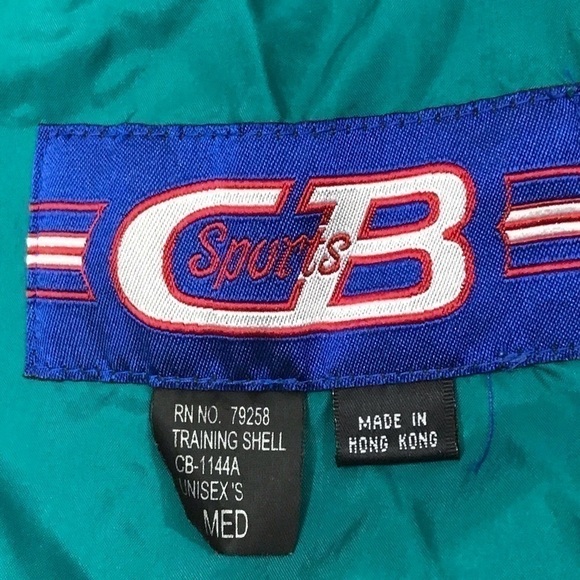 CB
Sports
RN NO. 79258
TRAINING SHELL
CB-1144A
UNISEX'S
MED
MADE IN
HONG KONG